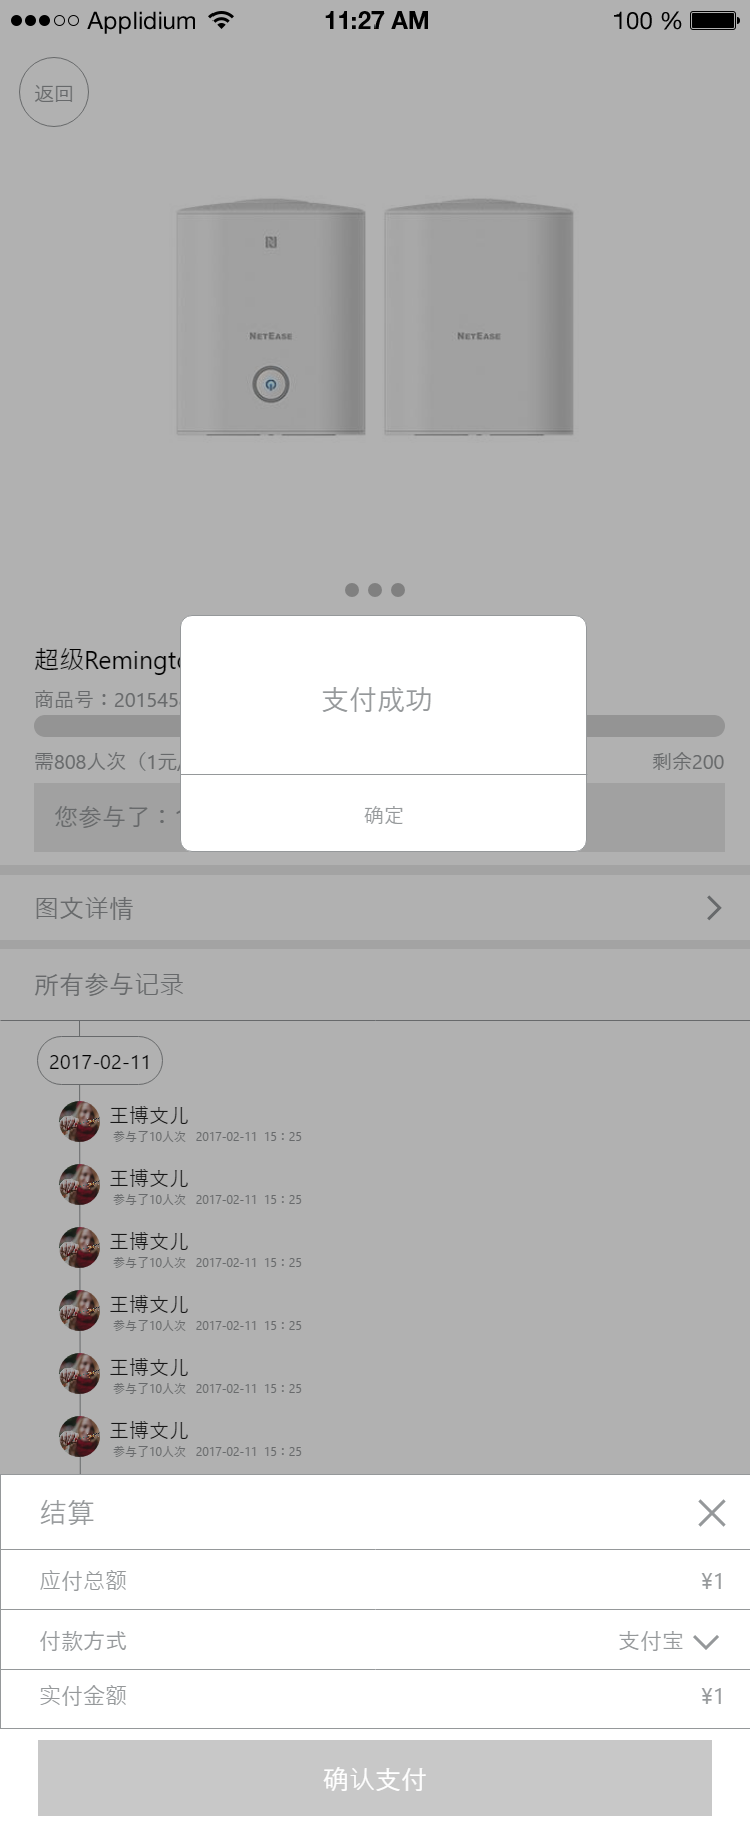 Applidium 11:27 AM 100 %
返回
NETEASE NETEASE
超级Remingt
商品号：201545
需808人次（1元/ 剩余200
您参与了：
支付成功
确定
图文详情
所有参与记录
2017-02-11
王博文儿
参与了10人次 2017-02-11 15：25
王博文儿
参与了10人次 2017-02-11 15：25
王博文儿
参与了10人次 2017-02-11 15：25
王博文儿
参与了10人次 2017-02-11 15：25
王博文儿
参与了10人次 2017-02-11 15：25
王博文儿
参与了10人次 2017-02-11 15：25
结算
应付总额 ¥1
付款方式 支付宝
实付金额 ¥1
确认支付